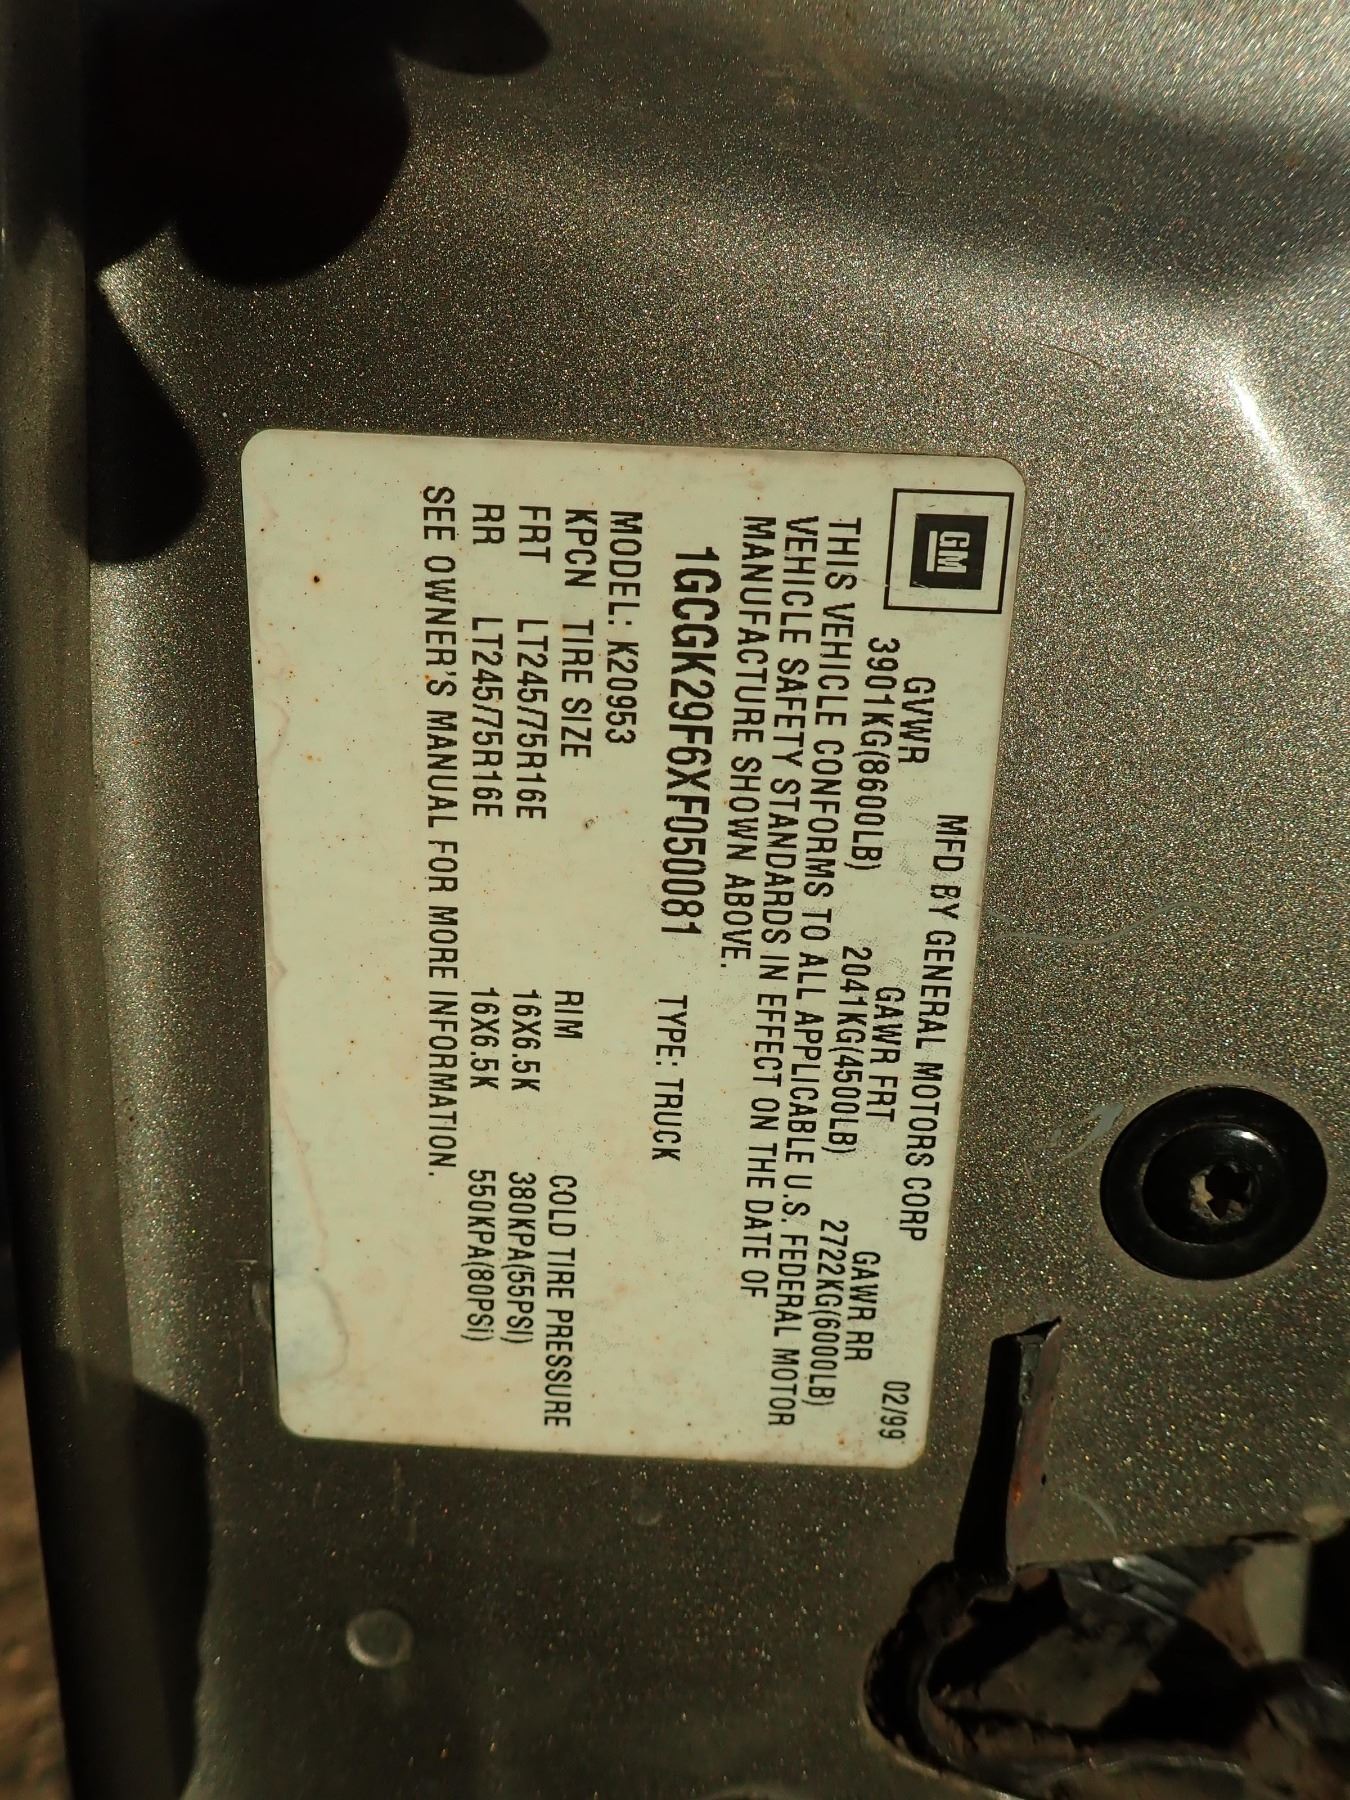 GM
MFD BY GENERAL MOTORS CORP 02/99
GVWR GAWR FRT GAWR RR
3901KG(8600LB) 2041KG(4500LB) 2722KG(6000LB)
THIS VEHICLE CONFORMS TO ALL APPLICABLE U.S. FEDERAL MOTOR
VEHICLE SAFETY STANDARDS IN EFFECT ON THE DATE OF
MANUFACTURE SHOWN ABOVE.
1GCGK29F6XF050081 TYPE: TRUCK
MODEL: K20953
KPCN TIRE SIZE RIM COLD TIRE PRESSURE
FRT LT245/75R16E 16X6.5K 380KPA(55PSI)
RR LT245/75R16E 16X6.5K 550KPA(80PSI)
SEE OWNER'S MANUAL FOR MORE INFORMATION.